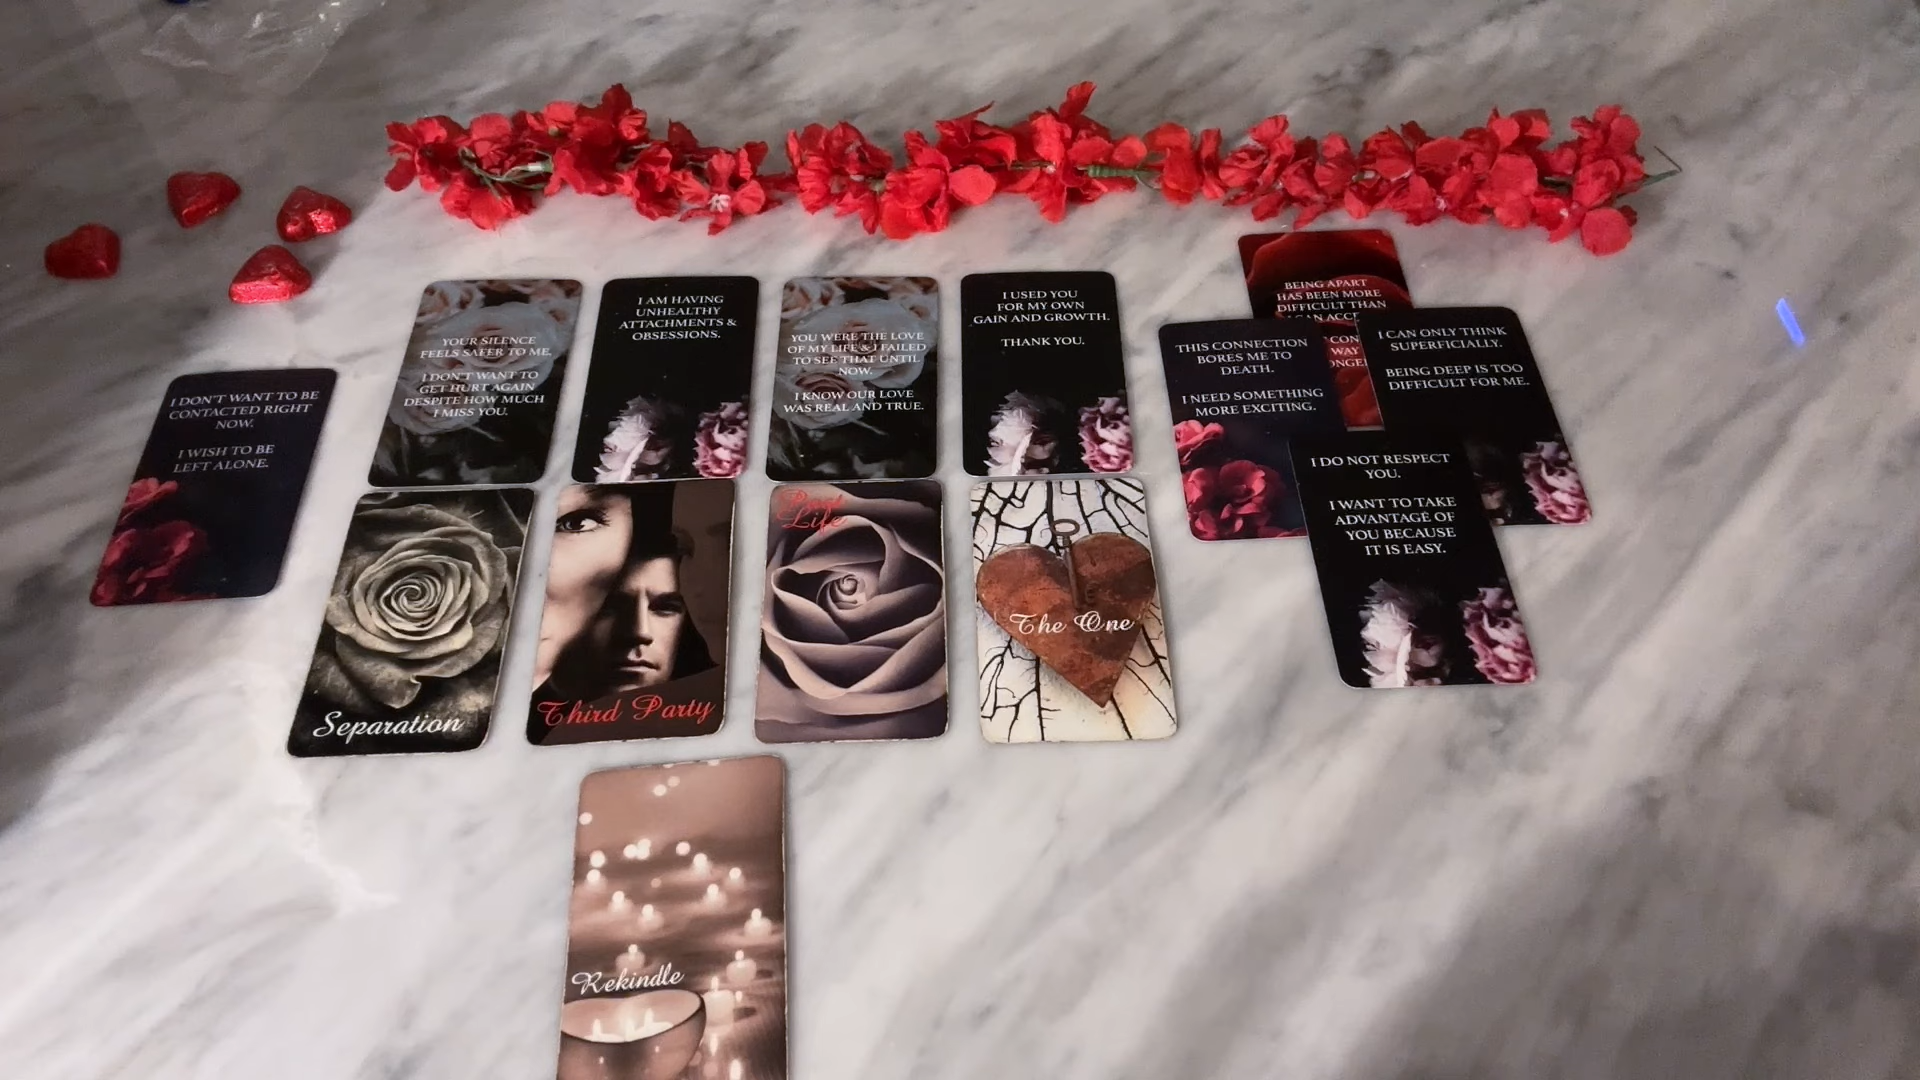 I DON'T WANT TO BE
CONTACTED RIGHT
NOW.
I WISH TO BE
LEFT ALONE.
YOUR SILENCE
FEELS SAFER TO ME.
I DON'T WANT TO
GET HURT AGAIN
DESPITE HOW MUCH
I MISS YOU.
I AM HAVING
UNHEALTHY
ATTACHMENTS &
OBSESSIONS.
YOU WERE THE LOVE
OF MY LIFE & I FAILED
TO SEE THAT UNTIL
NOW.
I KNOW OUR LOVE
WAS REAL AND TRUE.
I USED YOU
FOR MY OWN
GAIN AND GROWTH.
THANK YOU.
BEING APART
HAS BEEN MORE
DIFFICULT THAN
WAY
THIS CONNECTION
BORES ME TO
DEATH.
I NEED SOMETHING
MORE EXCITING.
I CAN ONLY THINK
SUPERFICIALLY.
BEING DEEP IS TOO
DIFFICULT FOR ME.
I DO NOT RESPECT
YOU.
I WANT TO TAKE
ADVANTAGE OF
YOU BECAUSE
IT IS EASY.
Separation
Third Party
Past
Life
The One
Rekindle